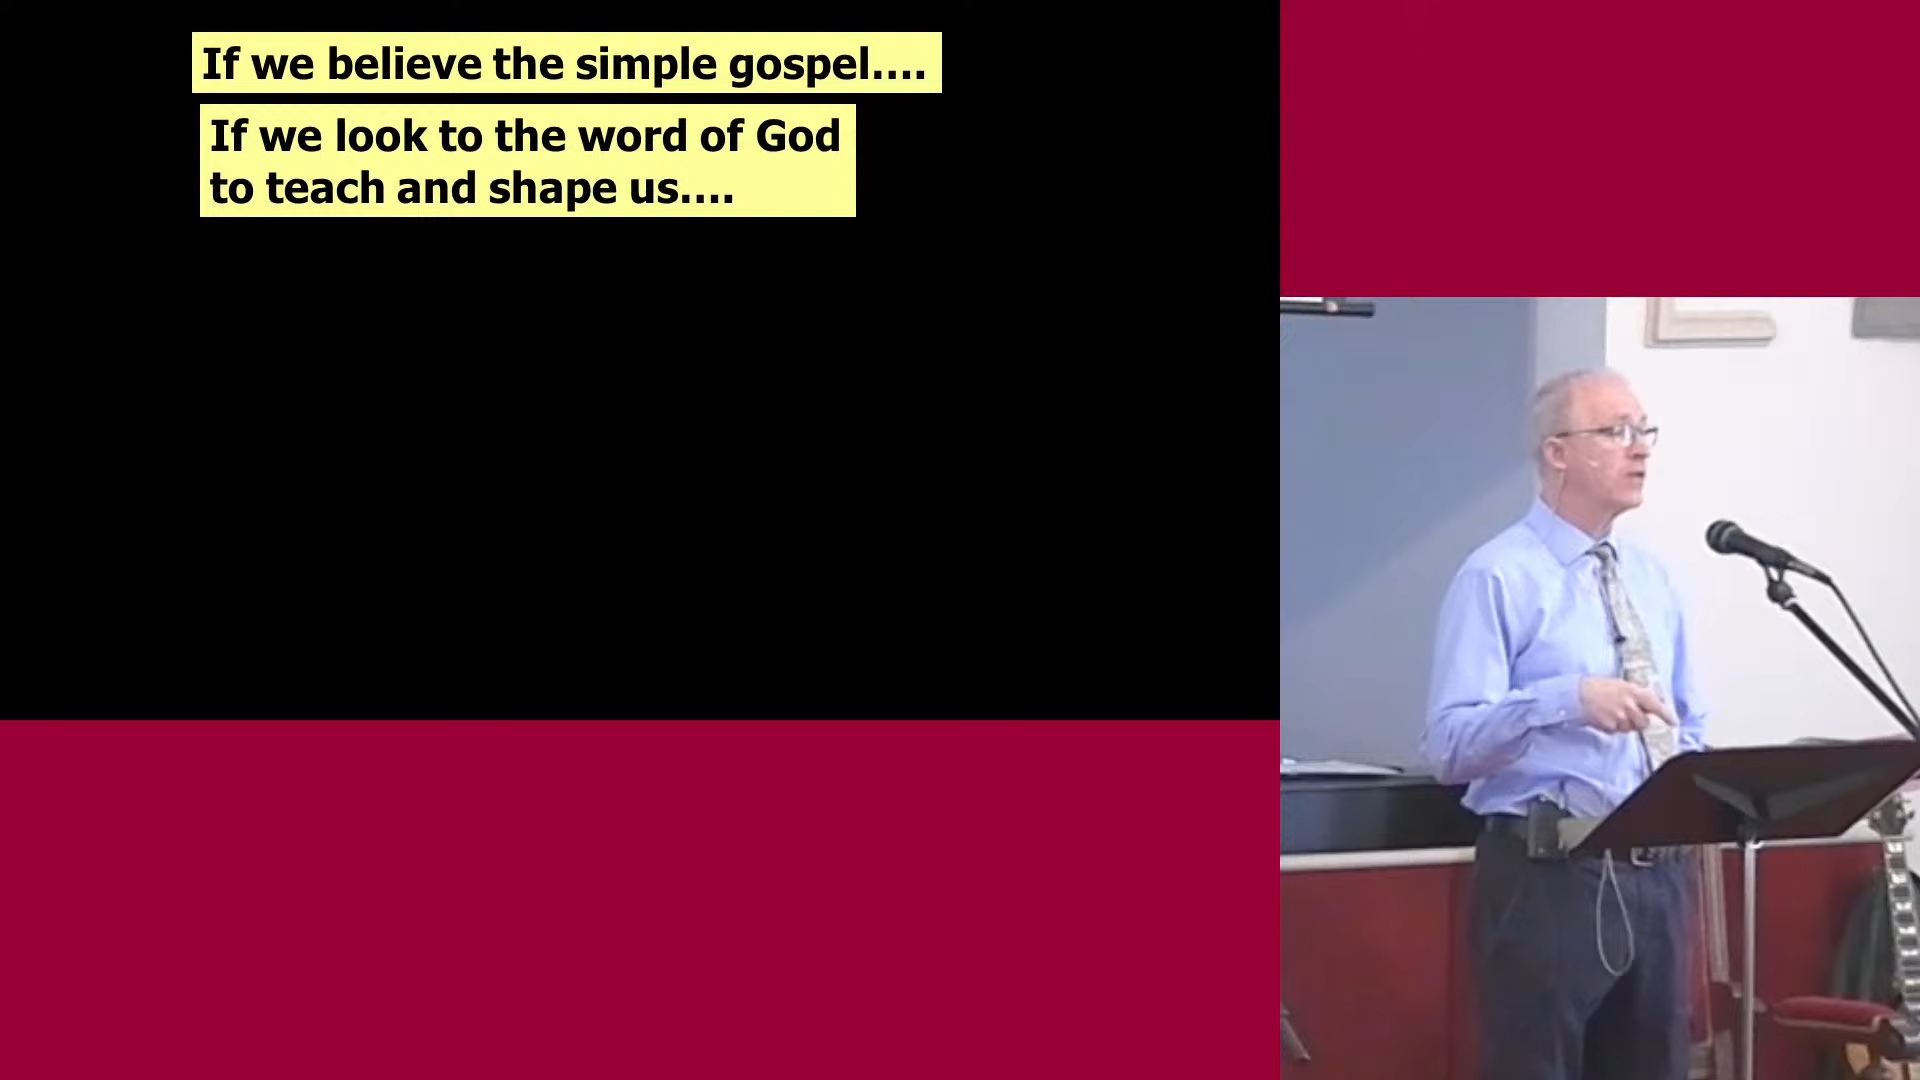 If we believe the simple gospel....
If we look to the word of God
to teach and shape us....